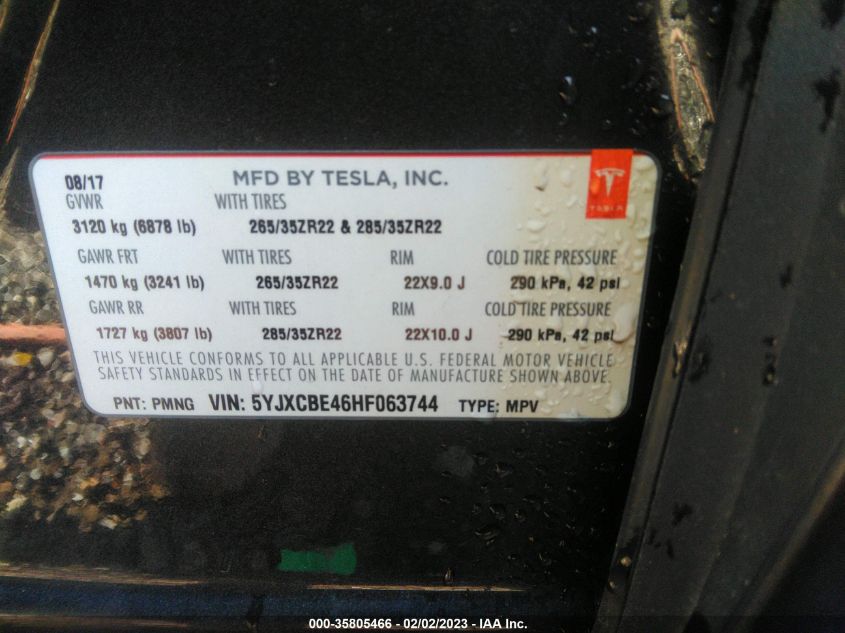 08/17 MFD BY TESLA, INC.
TESLA
GVWR WITH TIRES
3120 kg (6878 lb) 265/35ZR22 & 285/35ZR22
GAWR FRT WITH TIRES RIM COLD TIRE PRESSURE
1470 kg (3241 lb) 265/35ZR22 22X9.0 J 290 kPa, 42 psi
GAWR RR WITH TIRES RIM COLD TIRE PRESSURE
1727 kg (3807 lb) 285/35ZR22 22X10.0 J 290 kPa, 42 psi
THIS VEHICLE CONFORMS TO ALL APPLICABLE U.S. FEDERAL MOTOR VEHICLE
SAFETY STANDARDS IN EFFECT ON THE DATE OF MANUFACTURE SHOWN ABOVE.
PNT: PMNG VIN: 5YJXCBE46HF063744 TYPE: MPV
000-35805466 - 02/02/2023 - IAA Inc.